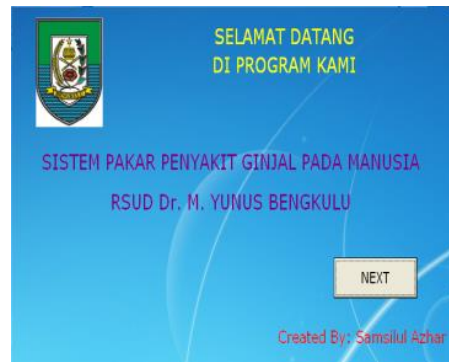 SELAMAT DATANG
DI PROGRAM KAMI
SISTEM PAKAR PENYAKIT GINJAL PADA MANUSIA
RSUD Dr. M. YUNUS BENGKULU
NEXT
Created By: Samsilul Azhar